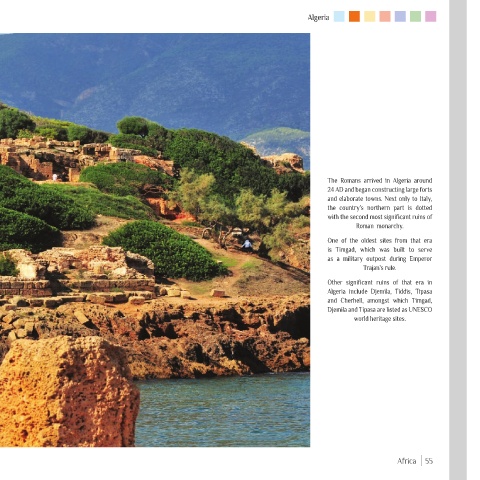 Algeria
The Romans arrived in Algeria around
24 AD and began constructing large forts
and elaborate towns. Next only to Italy,
the country's northern part is dotted
with the second most significant ruins of
Roman monarchy.
One of the oldest sites from that era
is Timgad, which was built to serve
as a military outpost during Emperor
Trajan's rule.
Other significant ruins of that era in
Algeria include Djemila, Tiddis, Tipasa
and Cherhell, amongst which Timgad,
Djemila and Tipasa are listed as UNESCO
world heritage sites.
Africa 55